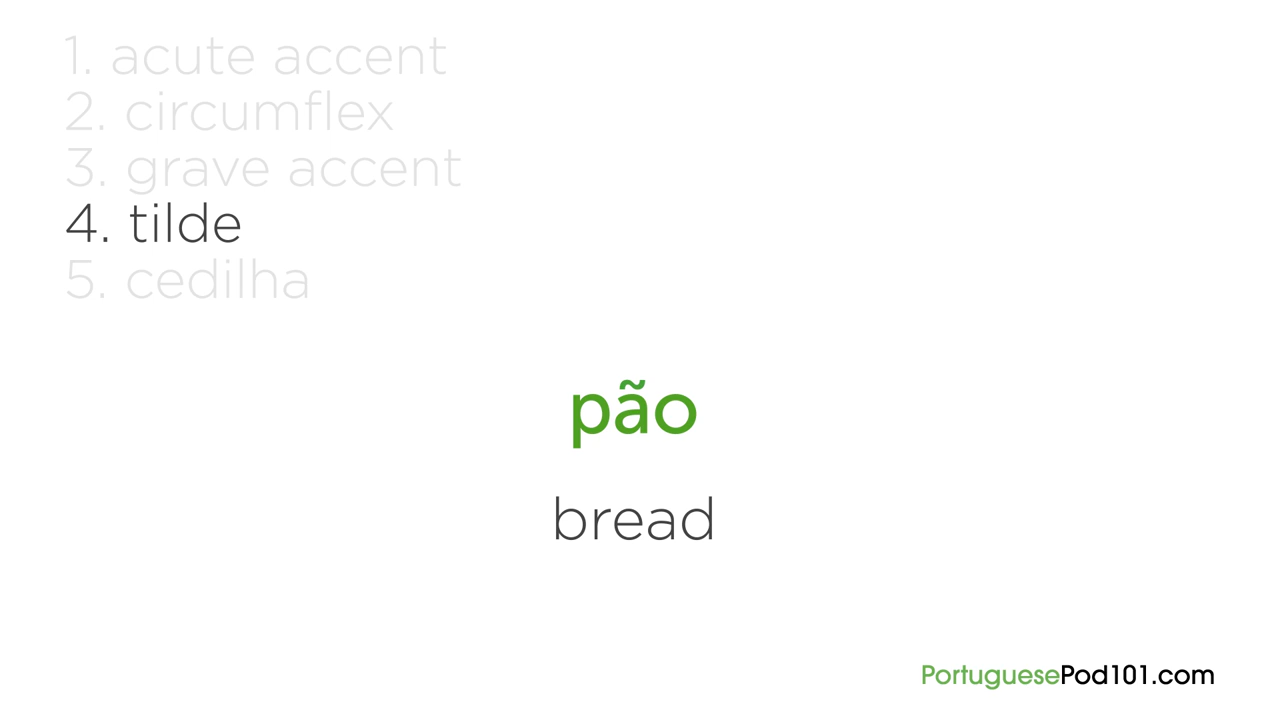 1. acute accent
2. circumflex
3. grave accent
4. tilde
5. cedilha
pão
bread
PortuguesePod101.com